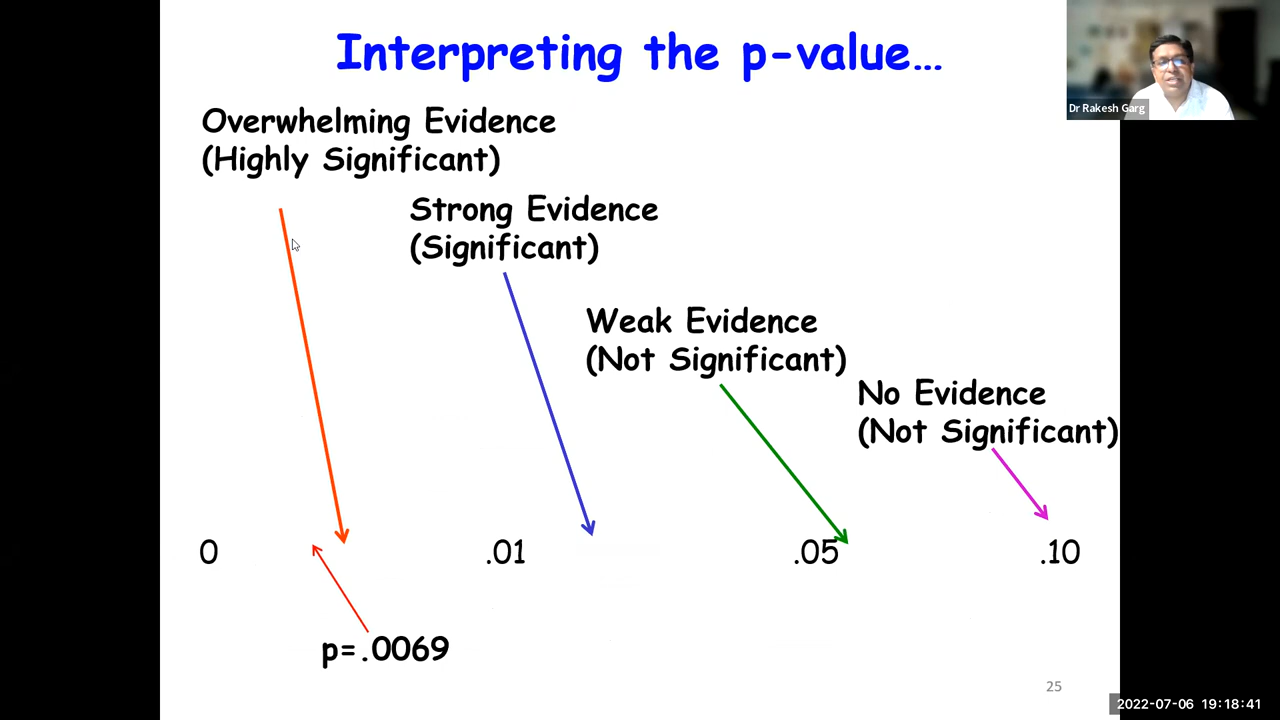 Interpreting the p-value…
Dr Rakesh Garg
Overwhelming Evidence
(Highly Significant)
Strong Evidence
(Significant)
Weak Evidence
(Not Significant)
No Evidence
(Not Significant)
0
.01
.05
.10
p=.0069
25
2022-07-06 19:18:41